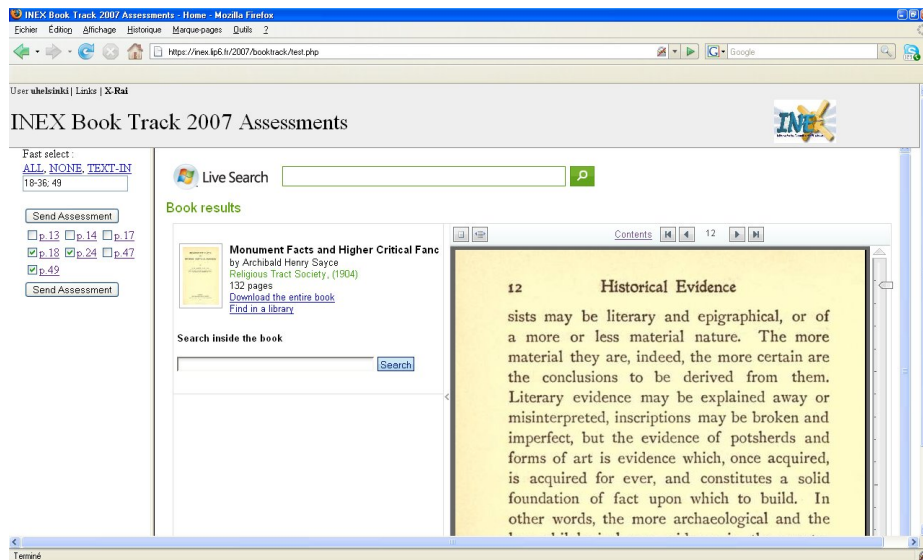 INEX Book Track 2007 Assessments - Home - Mozilla Firefox
Fichier Édition Affichage Historique Marque-pages Outils ?
https://inex.lip6.fr/2007/booktrack/test.php
Google
User uhelsinki | Links | X-Rai
INEX Book Track 2007 Assessments
INEX
Fast select :
ALL, NONE, TEXT-IN
18-36; 49
Send Assessment
p.13 p.14 p.17
p.18 p.24 p.47
p.49
Send Assessment
Live Search
Book results
Monument Facts and Higher Critical Fanc
by Archibald Henry Sayce
Religious Tract Society, (1904)
132 pages
Download the entire book
Find in a library
Search inside the book
Search
Contents 12
12 Historical Evidence
sists may be literary and epigraphical, or of
a more or less material nature. The more
material they are, indeed, the more certain are
the conclusions to be derived from them.
Literary evidence may be explained away or
misinterpreted, inscriptions may be broken and
imperfect, but the evidence of potsherds and
forms of art is evidence which, once acquired,
is acquired for ever, and constitutes a solid
foundation of fact upon which to build. In
other words, the more archaeological and the
Terminé